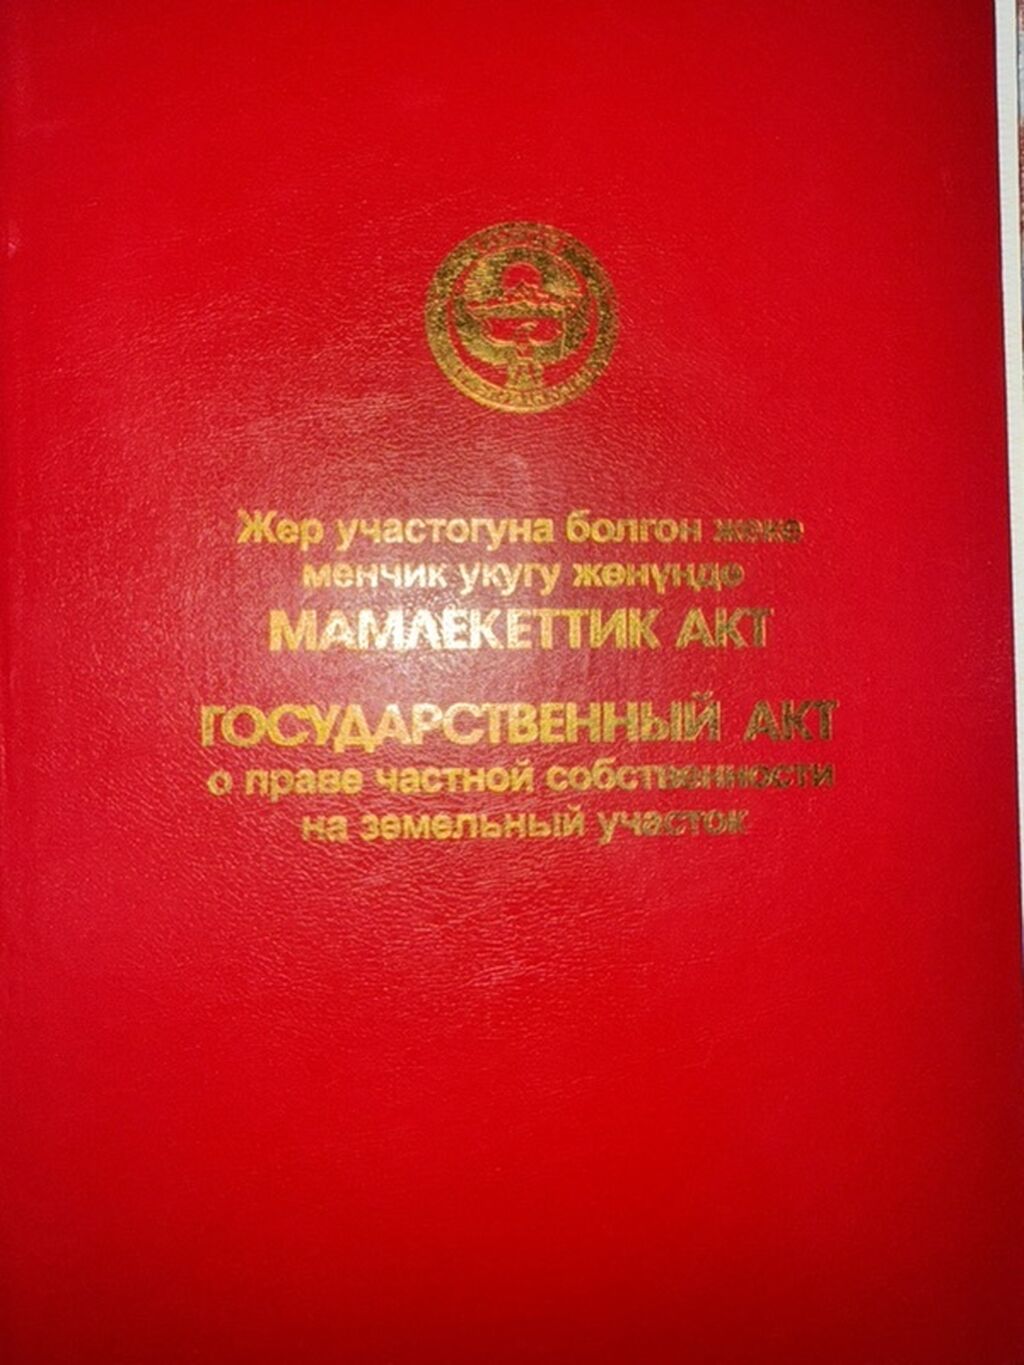 Жер участогуна болгон жеке
менчик укугу жөнүндө
МАМЛЕКЕТТИК АКТ
ГОСУДАРСТВЕННЫЙ АКТ
о праве частной собственности
на земельный участок